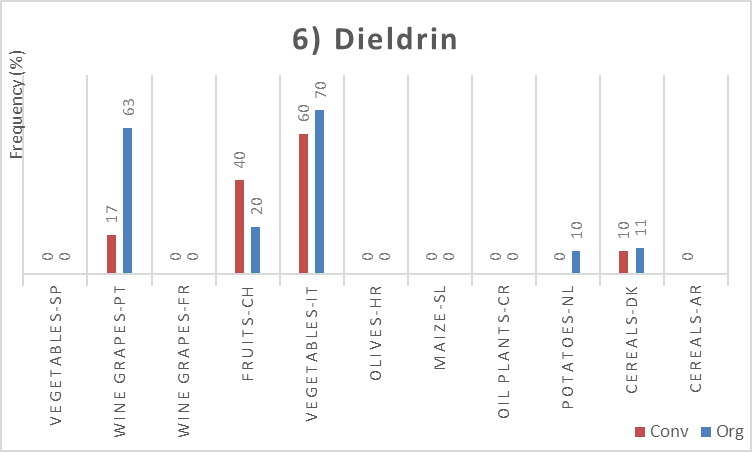 6) Dieldrin
Frequency (%)
0 0
17 63
0 0
40 20
60 70
0 0
0 0
0 0
0 10
10 11
0
VEGETABLES-SP
WINE GRAPES-PT
WINE GRAPES-FR
FRUITS-CH
VEGETABLES-IT
OLIVES-HR
MAIZE-SL
OIL PLANTS-CR
POTATOES-NL
CEREALS-DK
CEREALS-AR
Conv Org